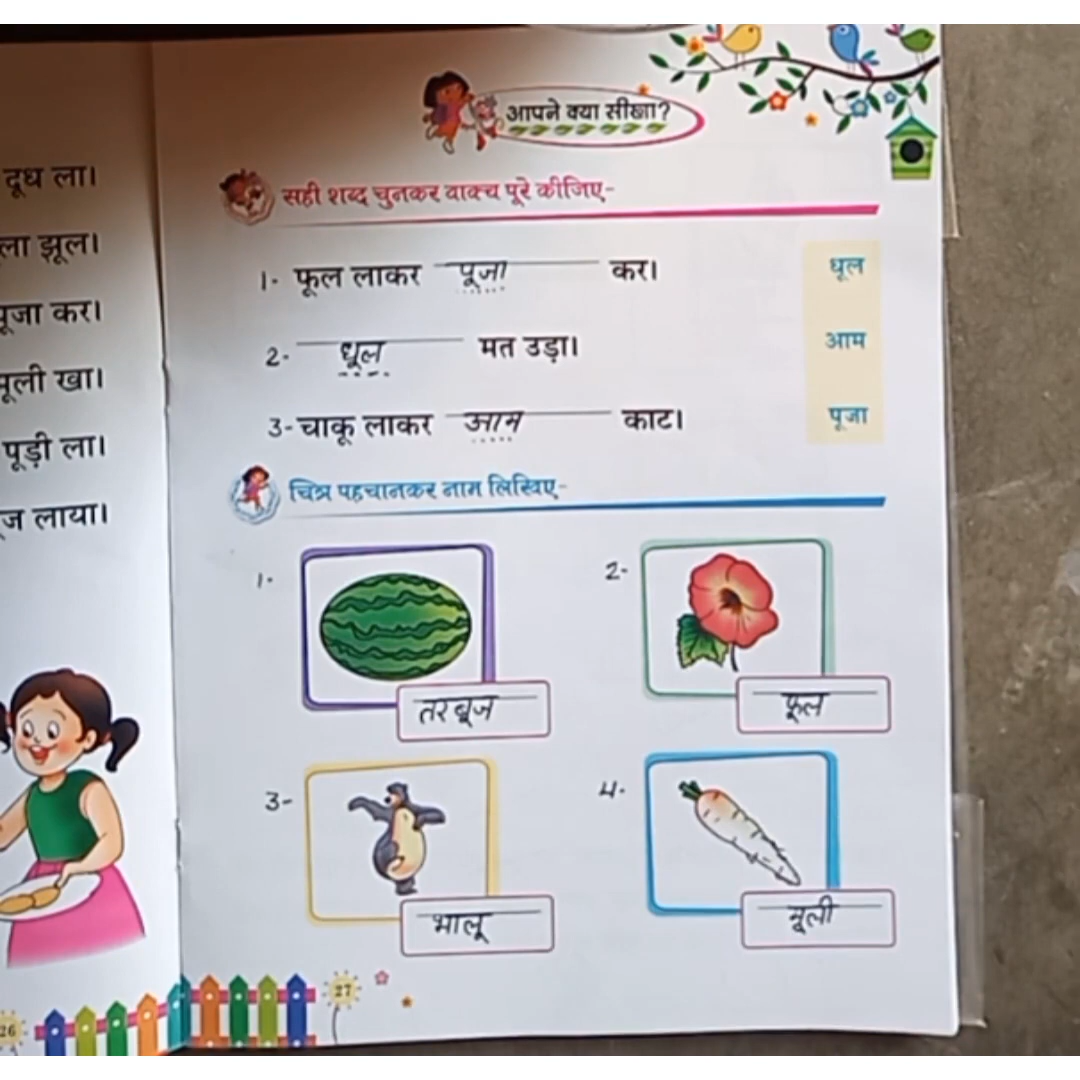 दूध ला।
ला झूल।
पूजा कर।
मूली खा।
पूड़ी ला।
ज लाया।
26
आपने क्या सीखा?
सही शब्द चुनकर वाक्य पूरे कीजिए-
1- फूल लाकर पूजा कर। धूल
2- धूल मत उड़ा। आम
3- चाकू लाकर आम काट। पूजा
चित्र पहचानकर नाम लिखिए-
1- 2-
तरबूज फूल
3- 4-
भालू मूली
27